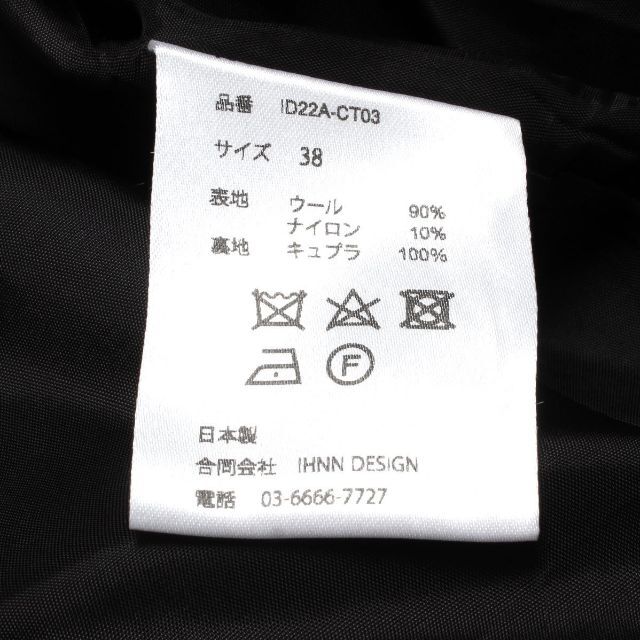 品番 ID22A-CT03
サイズ 38
表地 ウール 90%
ナイロン 10%
裏地 キュプラ 100%
F
日本製
合同会社 IHNN DESIGN
電話 03-6666-7727